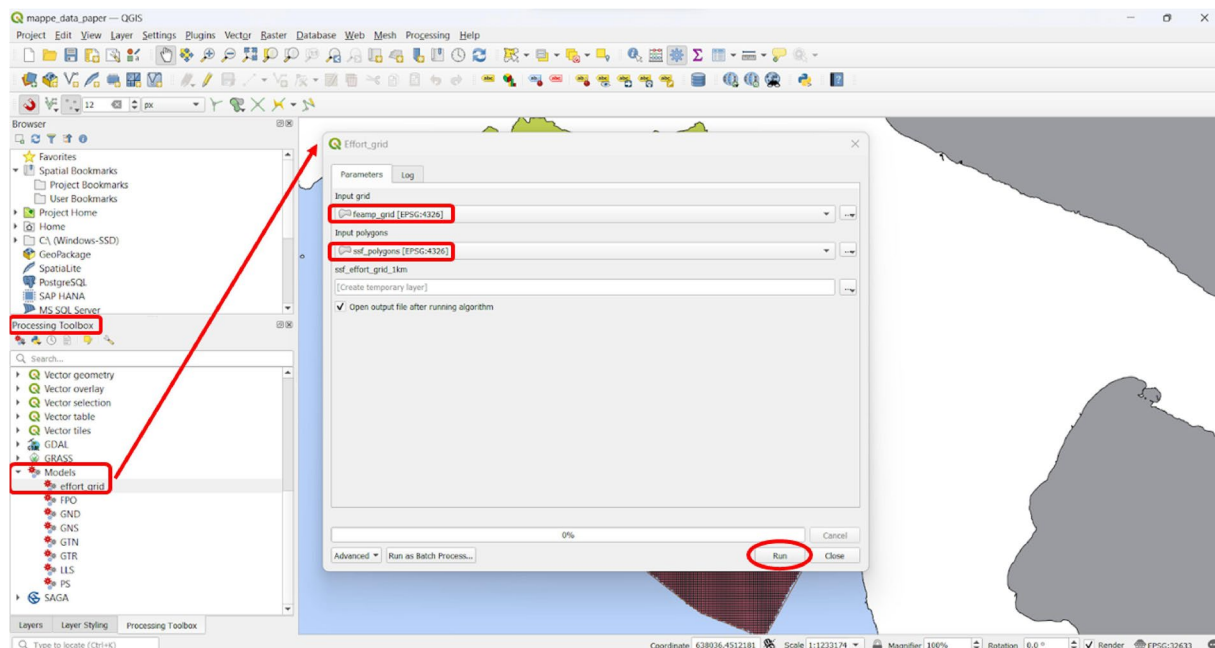 mappe_data_paper — QGIS
Project Edit View Layer Settings Plugins Vector Raster Database Web Mesh Processing Help
12 px
Browser
Favorites
Spatial Bookmarks
Project Bookmarks
User Bookmarks
Project Home
Home
C:\ (Windows-SSD)
GeoPackage
SpatiaLite
PostgreSQL
SAP HANA
MS SQL Server
Processing Toolbox
Search...
Vector geometry
Vector overlay
Vector selection
Vector table
Vector tiles
GDAL
GRASS
Models
effort_grid
FPO
GND
GNS
GTN
GTR
LLS
PS
SAGA
Layers Layer Styling Processing Toolbox
Effort_grid
Parameters Log
Input grid
feamp_grid [EPSG:4326]
Input polygons
ssf_polygons [EPSG:4326]
ssf_effort_grid_1km
[Create temporary layer]
Open output file after running algorithm
0%
Cancel
Advanced Run as Batch Process... Run Close
Type to locate (Ctrl+K) Coordinate 638036.4512181 Scale 1:1233174 Magnifier 100% Rotation 0.0 ° Render EPSG:32633